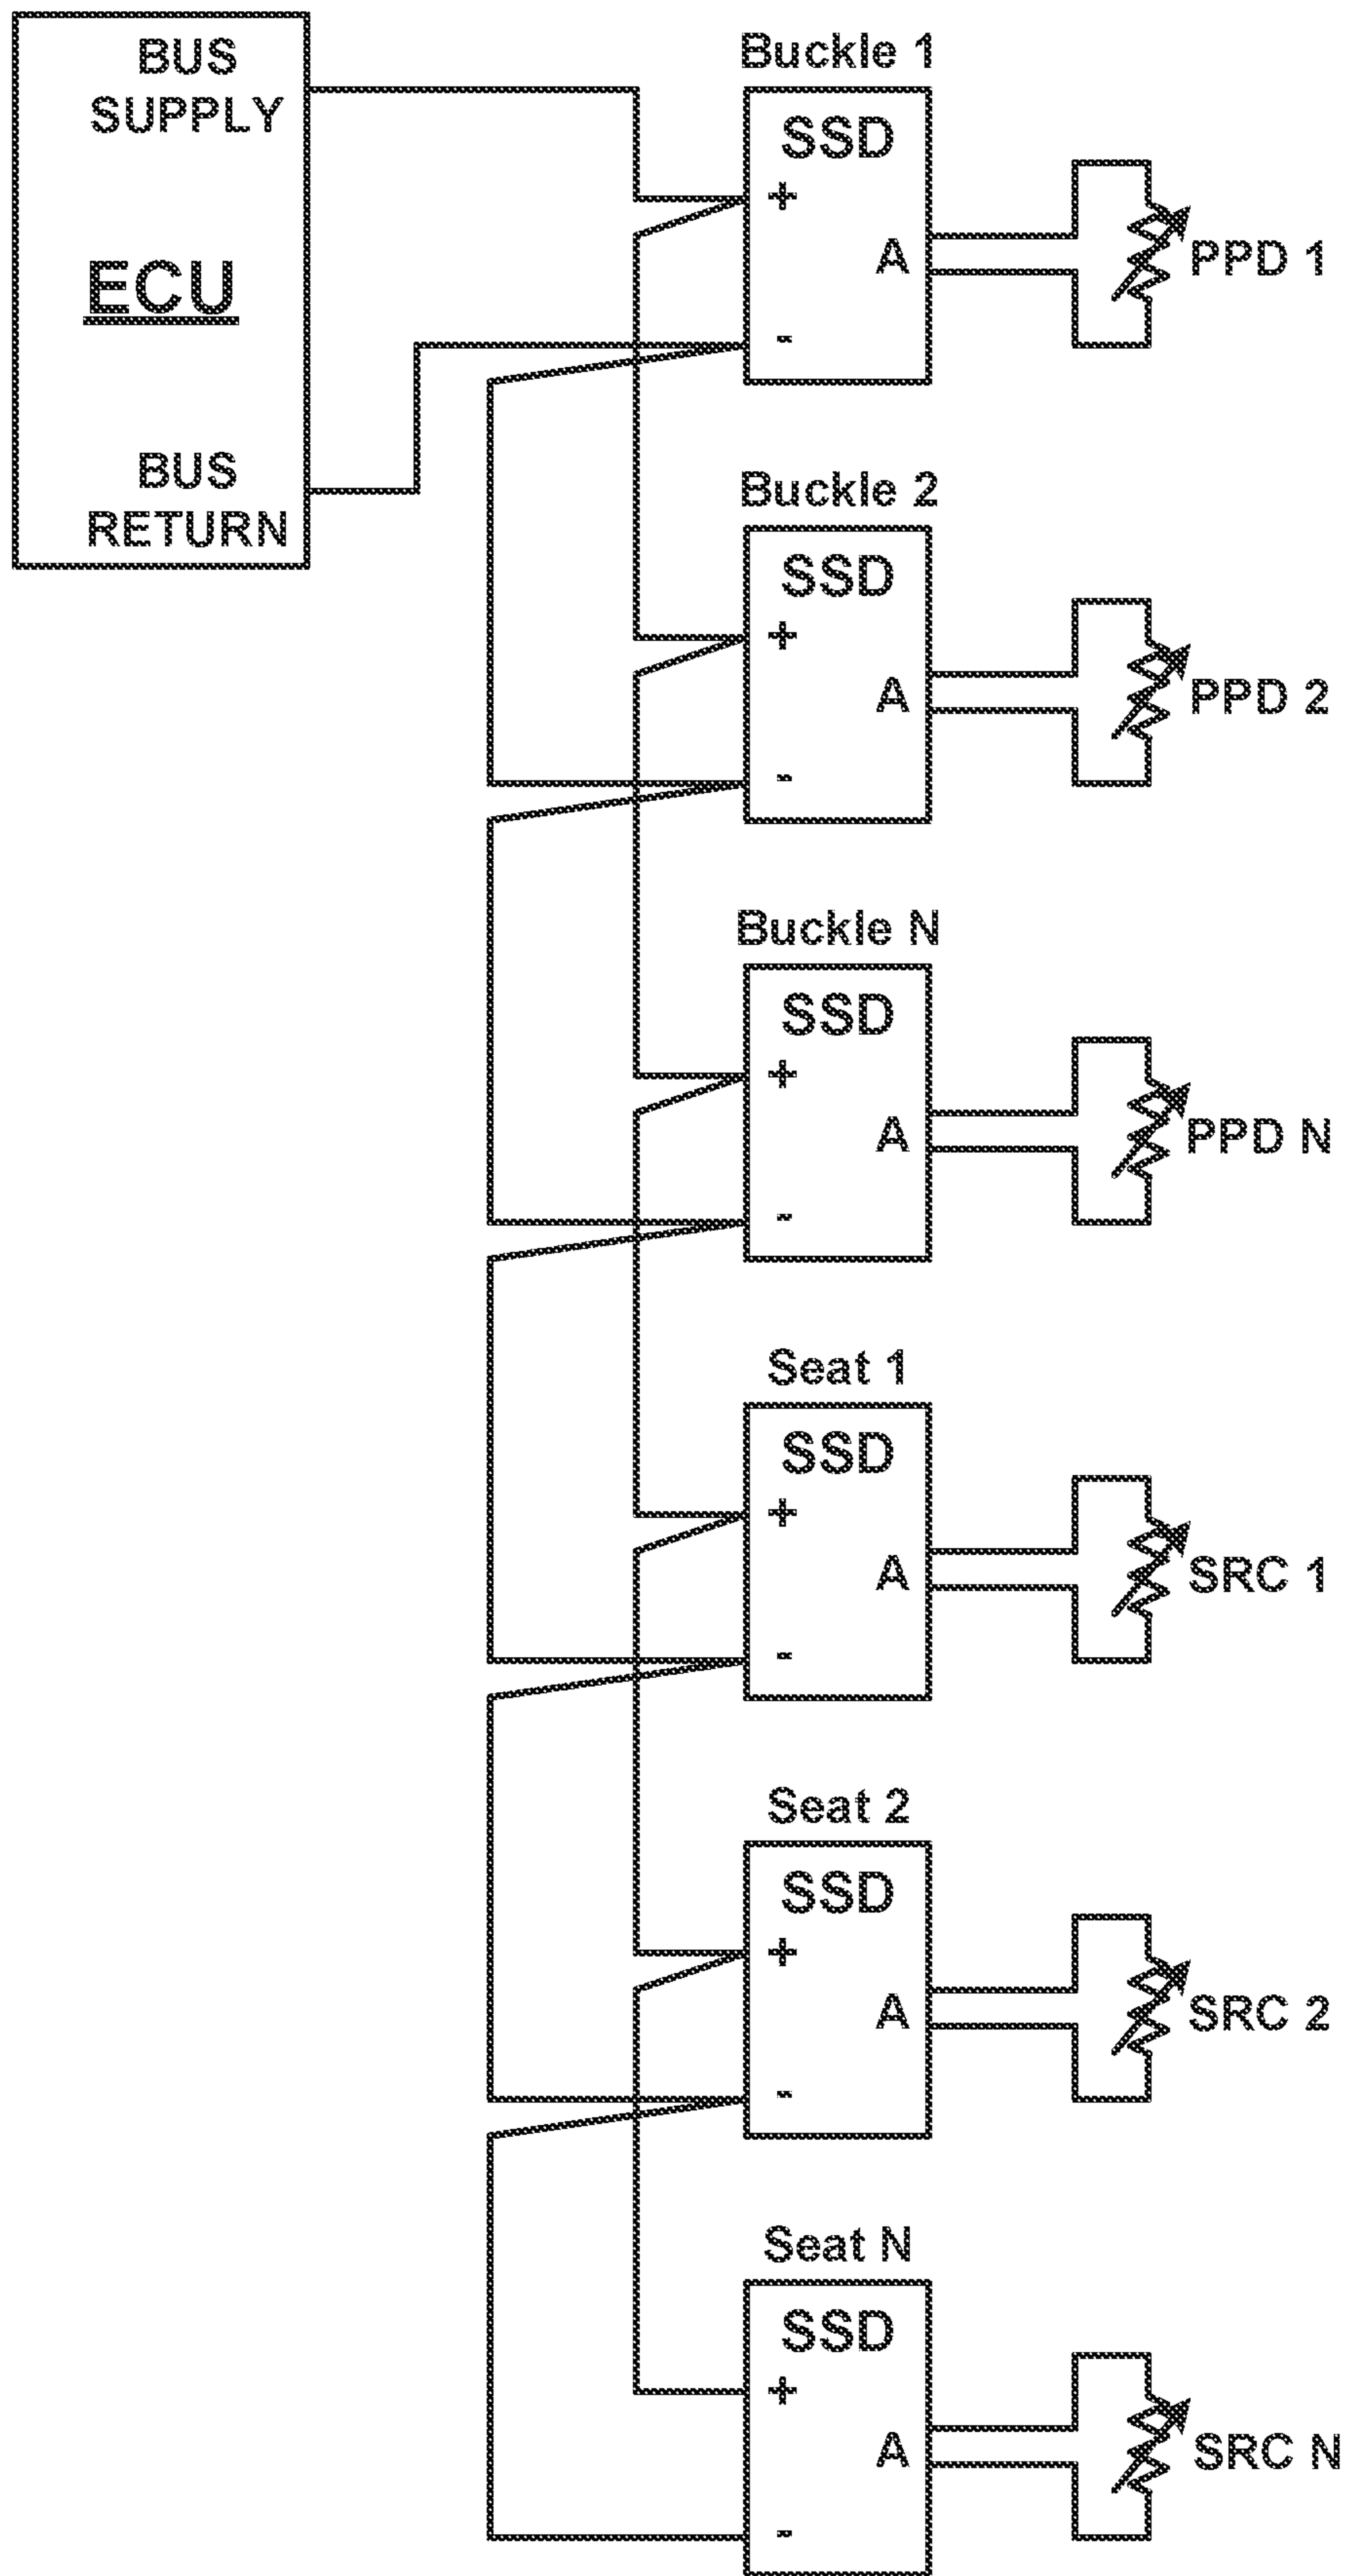 BUS
SUPPLY
ECU
BUS
RETURN
Buckle 1
SSD
+
A
-
PPD 1
Buckle 2
SSD
+
A
-
PPD 2
Buckle N
SSD
+
A
-
PPD N
Seat 1
SSD
+
A
-
SRC 1
Seat 2
SSD
+
A
-
SRC 2
Seat N
SSD
+
A
-
SRC N